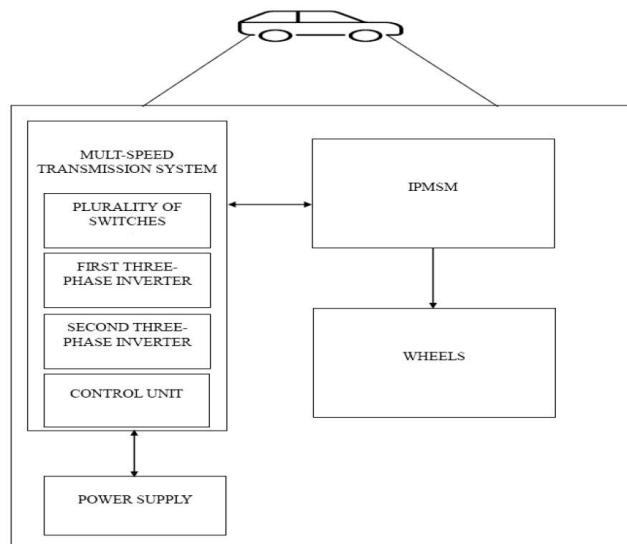 MULT-SPEED
TRANSMISSION SYSTEM
PLURALITY OF
SWITCHES
FIRST THREE-
PHASE INVERTER
SECOND THREE-
PHASE INVERTER
CONTROL UNIT
POWER SUPPLY
IPMSM
WHEELS